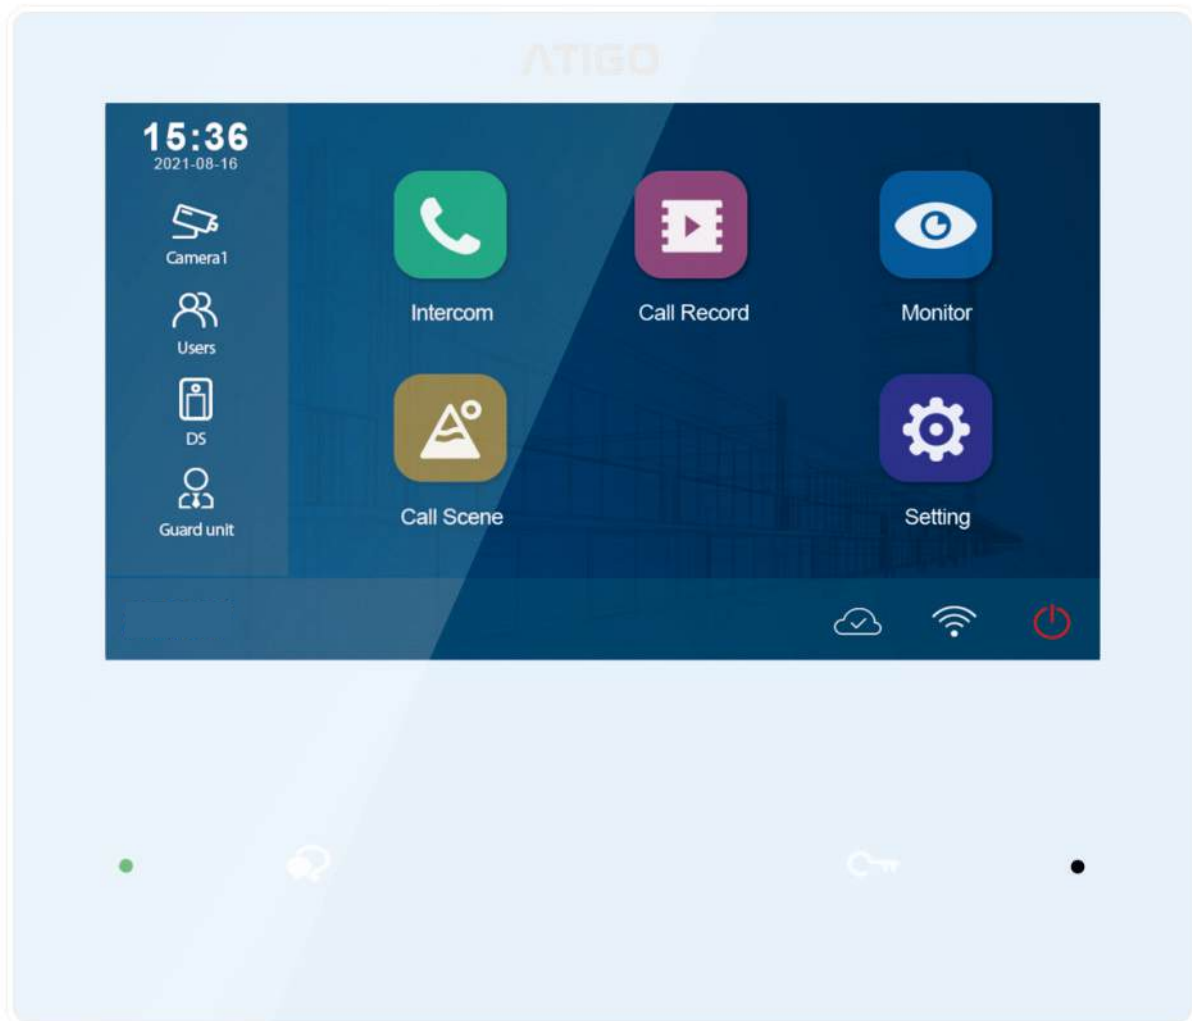 ATIGO
15:36
2021-08-16
Camera1
Users
DS
Guard unit
Intercom
Call Record
Monitor
Call Scene
Setting